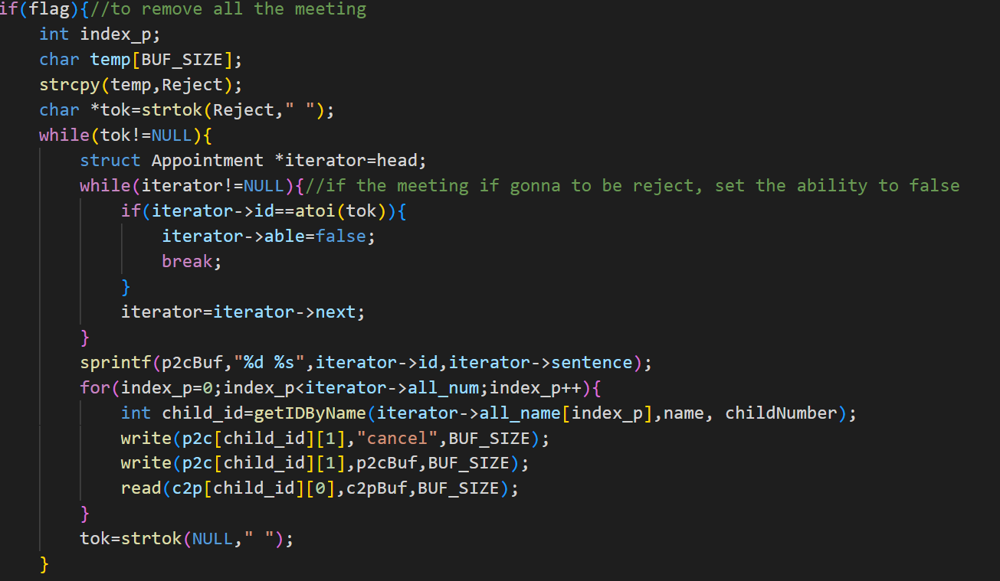 if(flag){//to remove all the meeting
    int index_p;
    char temp[BUF_SIZE];
    strcpy(temp,Reject);
    char *tok=strtok(Reject," ");
    while(tok!=NULL){
        struct Appointment *iterator=head;
        while(iterator!=NULL){//if the meeting if gonna to be reject, set the ability to false
            if(iterator->id==atoi(tok)){
                iterator->able=false;
                break;
            }
            iterator=iterator->next;
        }
        sprintf(p2cBuf,"%d %s",iterator->id,iterator->sentence);
        for(index_p=0;index_p<iterator->all_num;index_p++){
            int child_id=getIDByName(iterator->all_name[index_p],name, childNumber);
            write(p2c[child_id][1],"cancel",BUF_SIZE);
            write(p2c[child_id][1],p2cBuf,BUF_SIZE);
            read(c2p[child_id][0],c2pBuf,BUF_SIZE);
        }
        tok=strtok(NULL," ");
    }